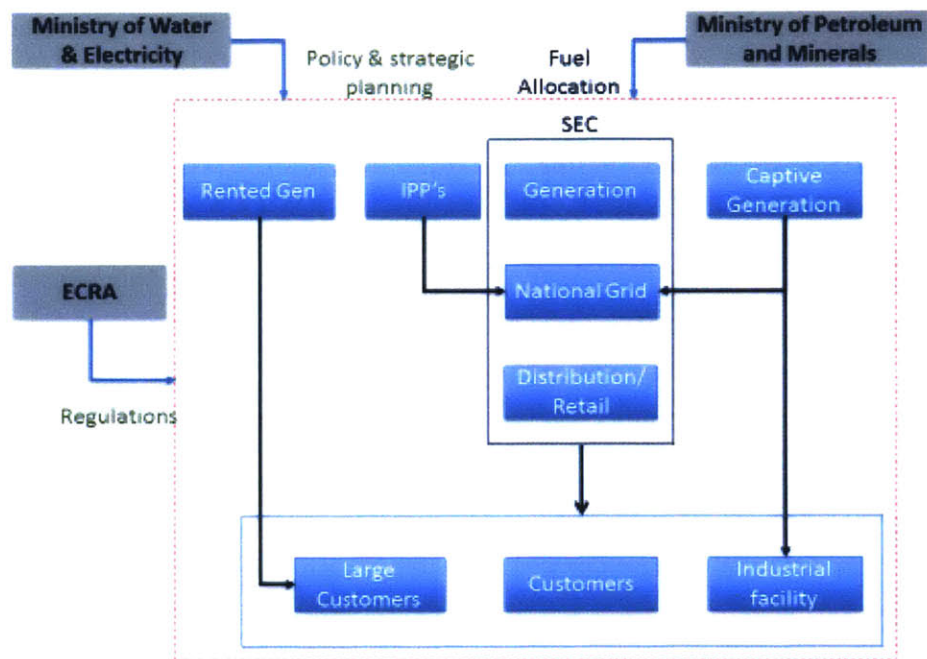 Ministry of Water
& Electricity
Policy & strategic
planning
Fuel
Allocation
Ministry of Petroleum
and Minerals
SEC
Rented Gen
IPP's
Generation
Captive
Generation
ECRA
National Grid
Regulations
Distribution/
Retail
Large
Customers
Customers
Industrial
facility